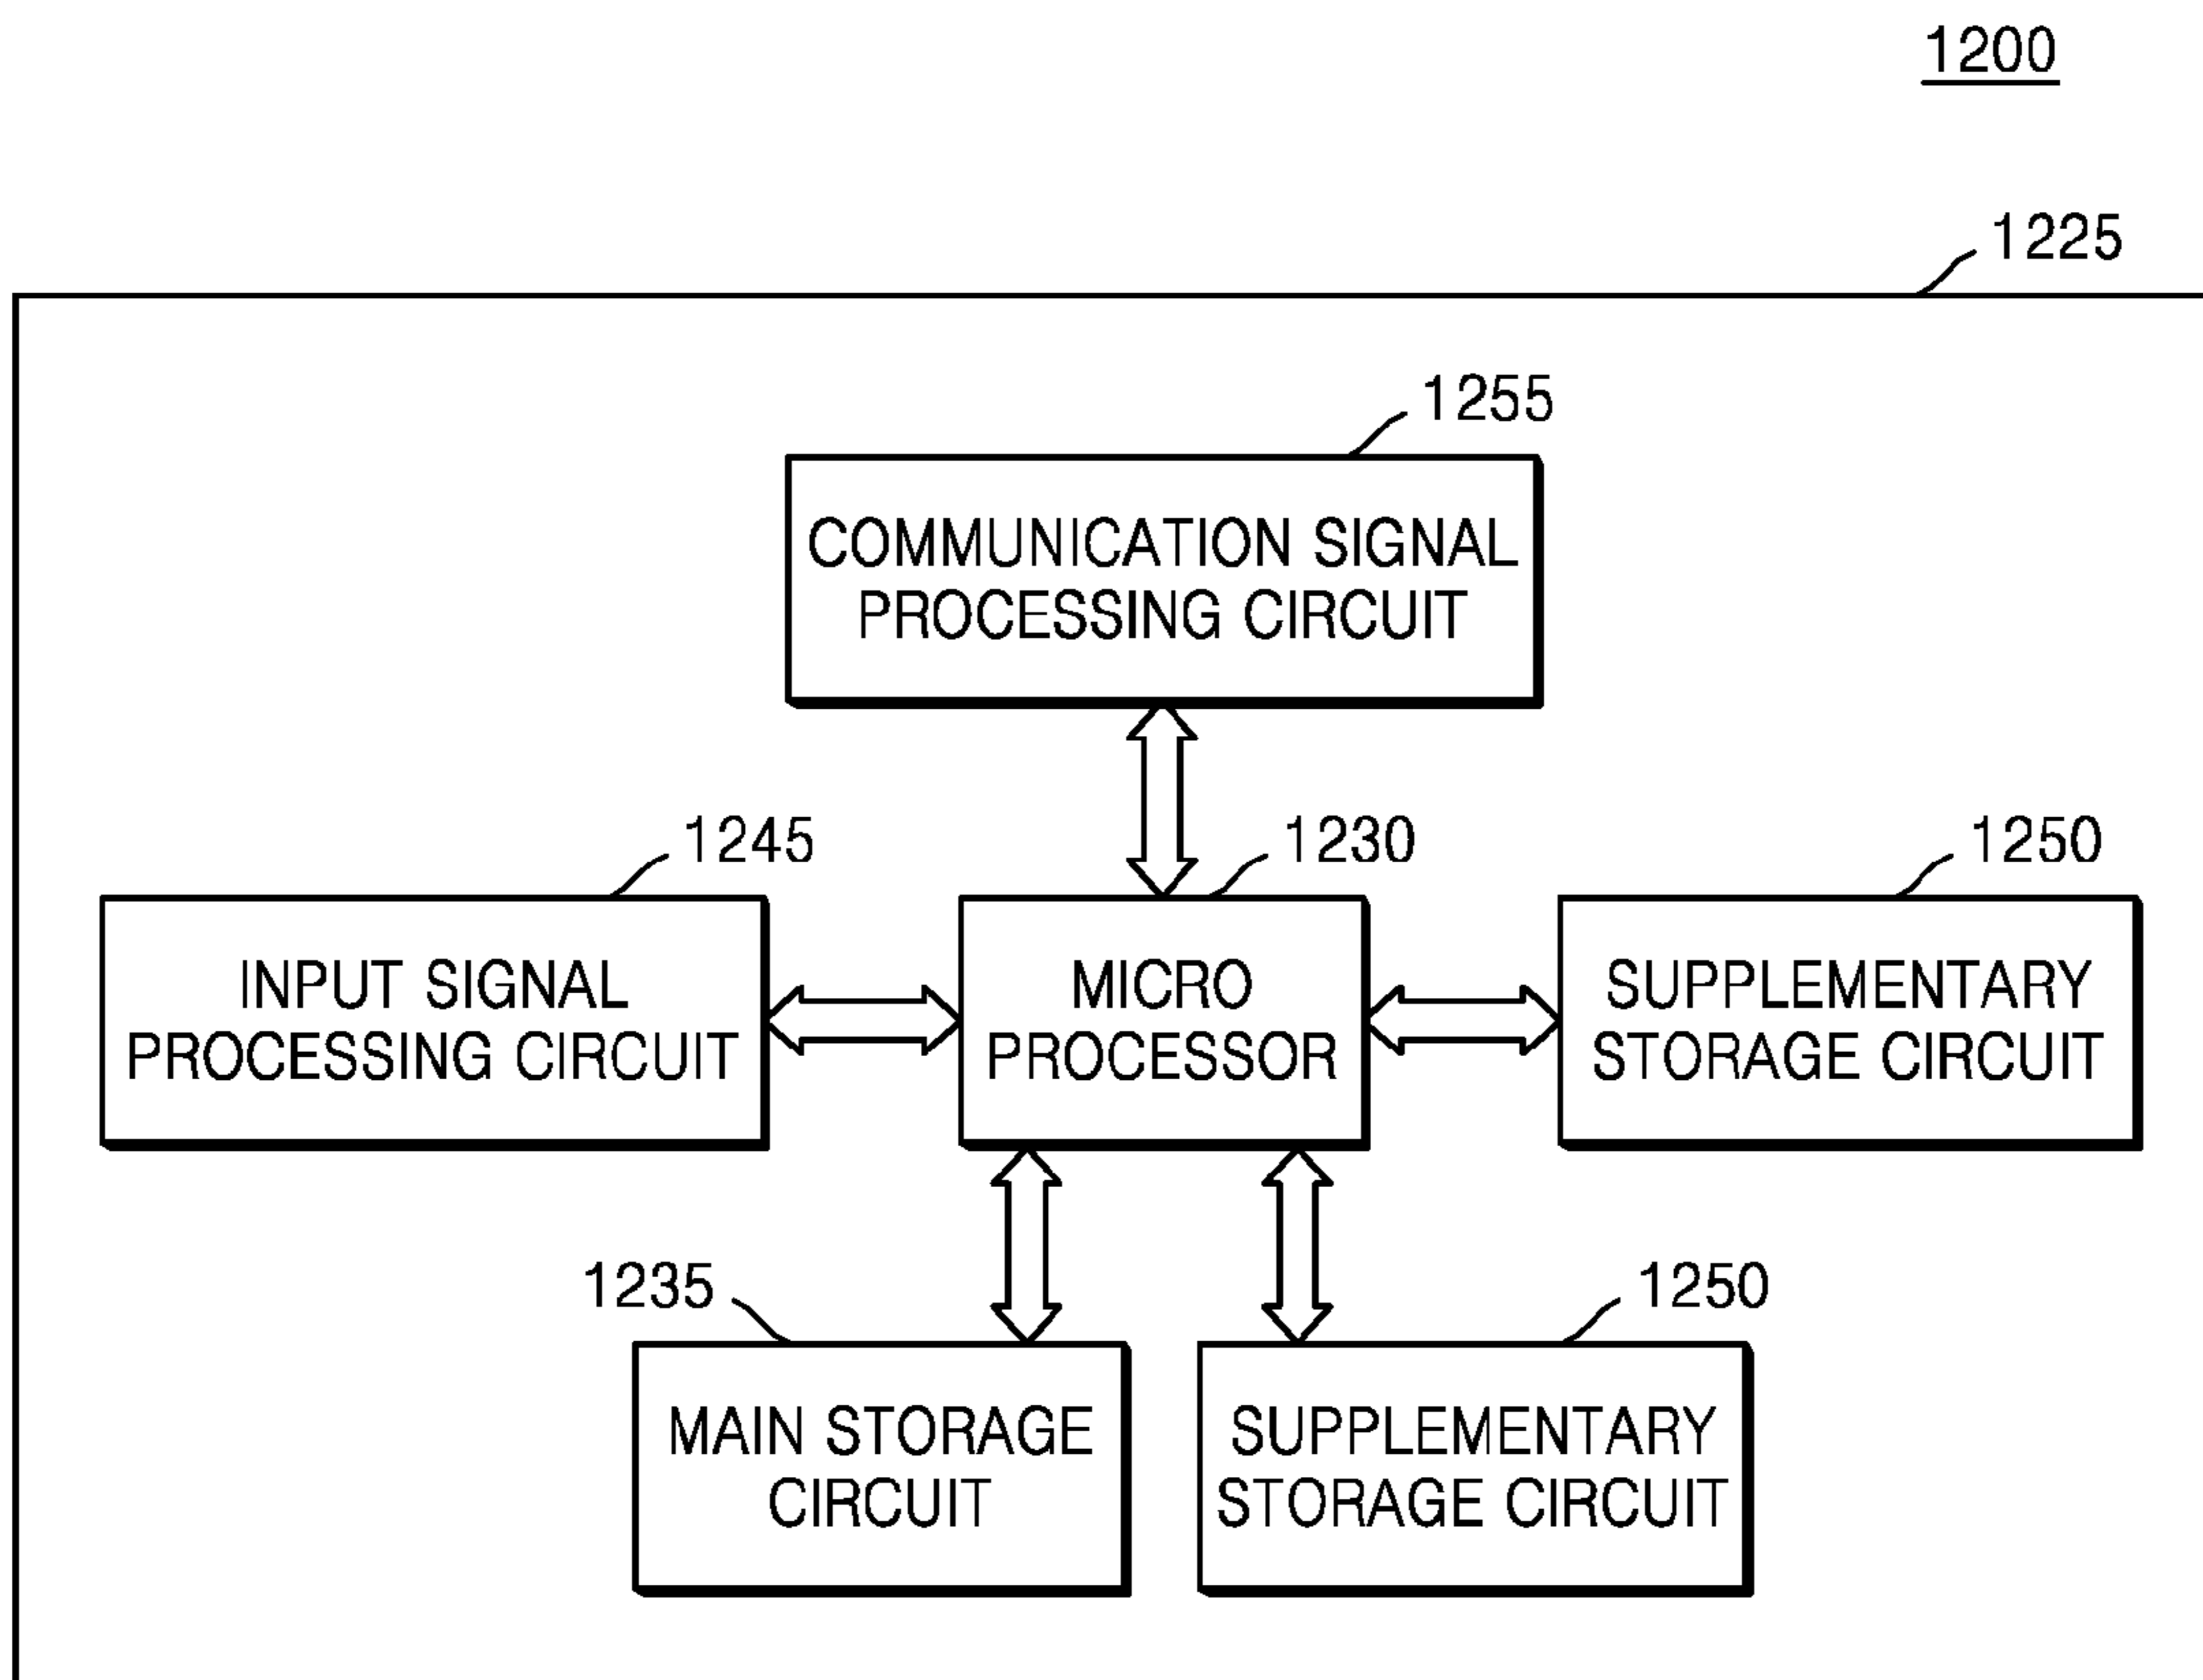 1200
1225
1255
COMMUNICATION SIGNAL
PROCESSING CIRCUIT
1245
1230
1250
INPUT SIGNAL
PROCESSING CIRCUIT
MICRO
PROCESSOR
SUPPLEMENTARY
STORAGE CIRCUIT
1235
1250
MAIN STORAGE
CIRCUIT
SUPPLEMENTARY
STORAGE CIRCUIT